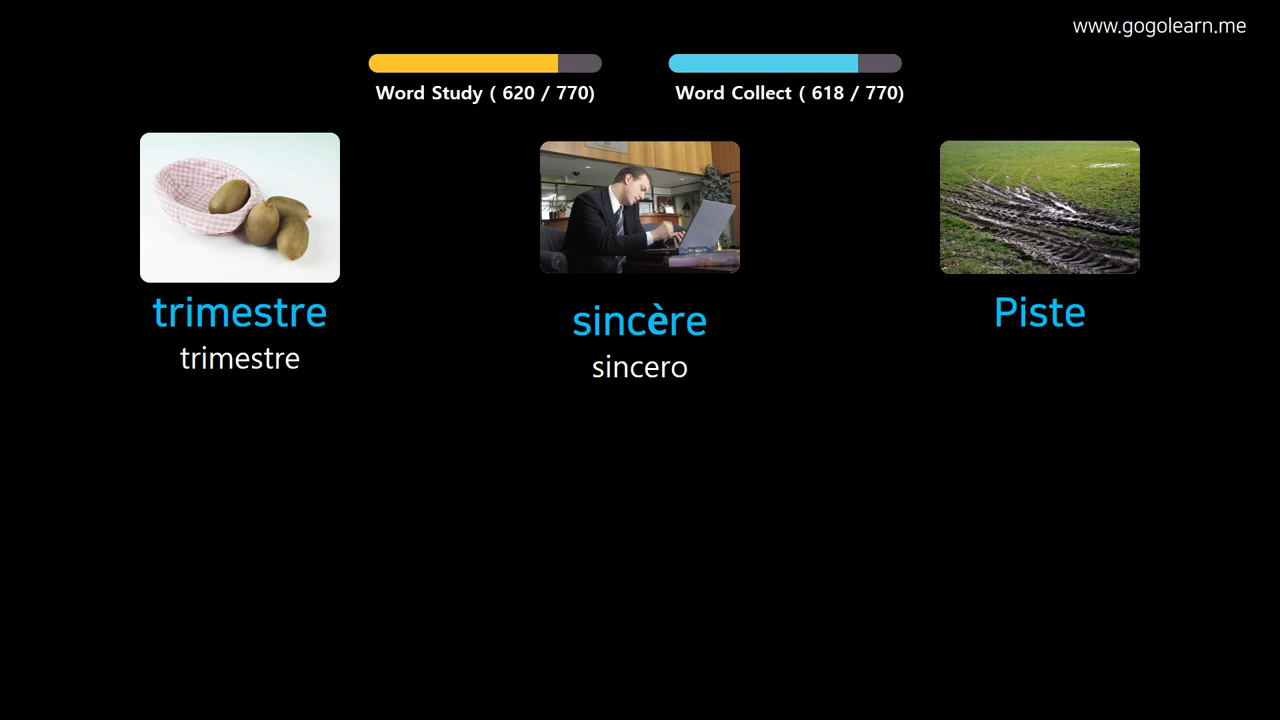 www.gogolearn.me
Word Study ( 620 / 770)
Word Collect ( 618 / 770)
trimestre
trimestre
sincère
sincero
Piste